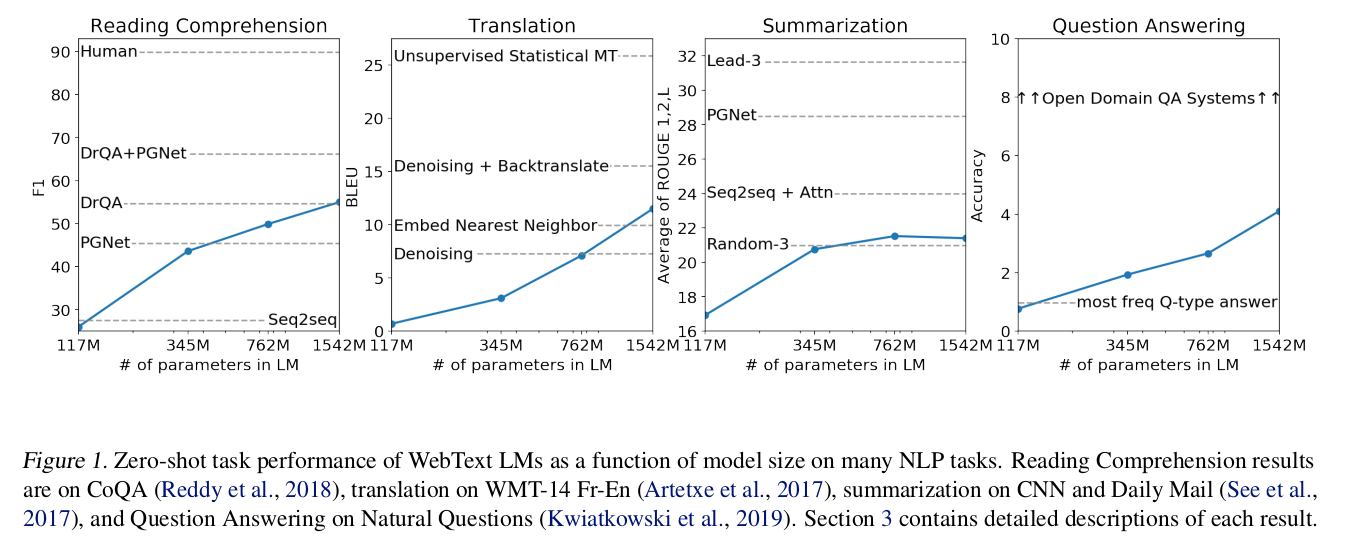 Reading Comprehension
90
80
70
60
50
40
30
F1
Human
DrQA+PGNet
DrQA
PGNet
Seq2seq
117M 345M 762M 1542M
# of parameters in LM
Translation
25
20
15
10
5
0
BLEU
Unsupervised Statistical MT
Denoising + Backtranslate
Embed Nearest Neighbor
Denoising
117M 345M 762M 1542M
# of parameters in LM
Summarization
32
30
28
26
24
22
20
18
16
Average of ROUGE 1,2,L
Lead-3
PGNet
Seq2seq + Attn
Random-3
117M 345M 762M 1542M
# of parameters in LM
Question Answering
10
8
6
4
2
0
Accuracy
↑↑Open Domain QA Systems↑↑
most freq Q-type answer
117M 345M 762M 1542M
# of parameters in LM
Figure 1. Zero-shot task performance of WebText LMs as a function of model size on many NLP tasks. Reading Comprehension results
are on CoQA (Reddy et al., 2018), translation on WMT-14 Fr-En (Artetxe et al., 2017), summarization on CNN and Daily Mail (See et al.,
2017), and Question Answering on Natural Questions (Kwiatkowski et al., 2019). Section 3 contains detailed descriptions of each result.